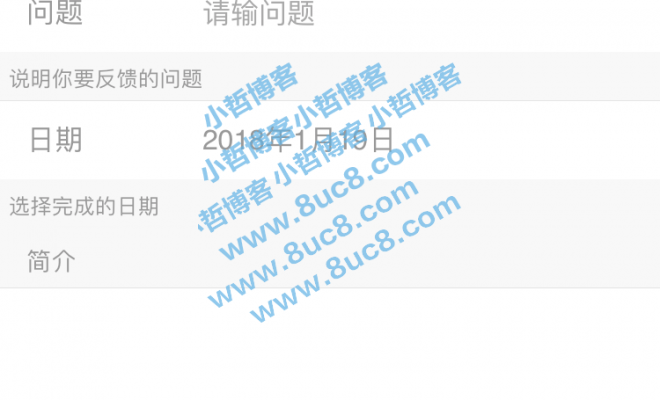 问题 请输问题
说明你要反馈的问题
小哲博客
小哲博客
小哲博客
日期 2018年1月19日
小哲博客
小哲博客
小哲博客
选择完成的日期
www.8uc8.com
简介
www.8uc8.com
www.8uc8.com